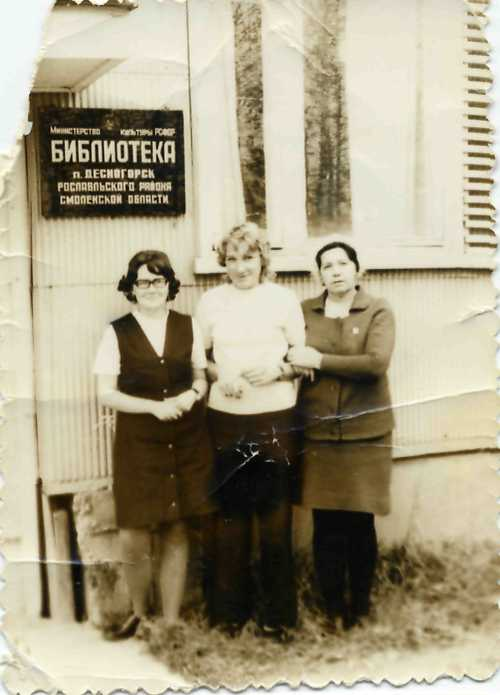 Министерство культуры РСФСР
БИБЛИОТЕКА
п. ДЕСНОГОРСК
РОСЛАВЛЬСКОГО РАЙОНА
СМОЛЕНСКОЙ ОБЛАСТИ